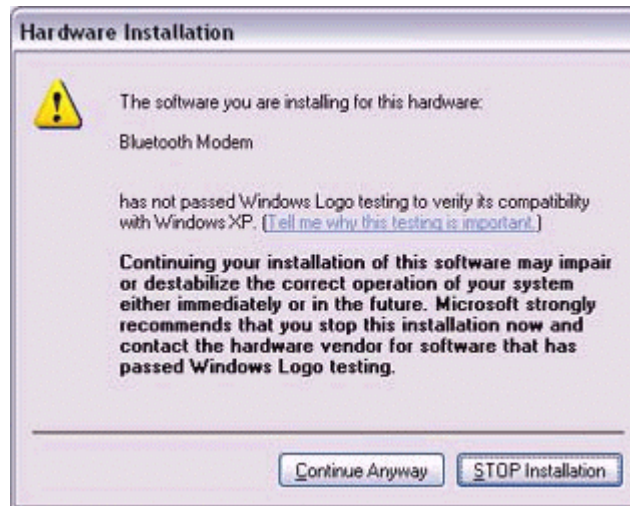 Hardware Installation
The software you are installing for this hardware:
Bluetooth Modem
has not passed Windows Logo testing to verify its compatibility
with Windows XP. (Tell me why this testing is important.)
Continuing your installation of this software may impair
or destabilize the correct operation of your system
either immediately or in the future. Microsoft strongly
recommends that you stop this installation now and
contact the hardware vendor for software that has
passed Windows Logo testing.
Continue Anyway STOP Installation